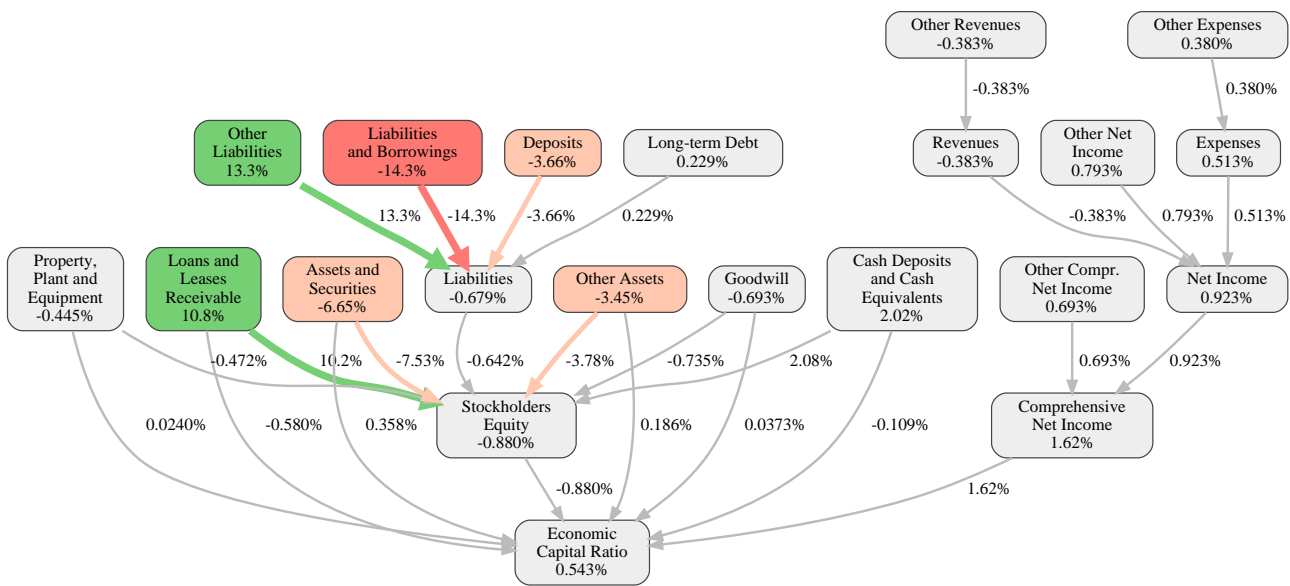 Other Revenues
-0.383%
Other Expenses
0.380%
-0.383%
0.380%
Other
Liabilities
13.3%
Liabilities
and Borrowings
-14.3%
Deposits
-3.66%
Long-term Debt
0.229%
Revenues
-0.383%
Other Net
Income
0.793%
Expenses
0.513%
13.3%
-14.3%
-3.66%
0.229%
-0.383%
0.793%
0.513%
Property,
Plant and
Equipment
-0.445%
Loans and
Leases
Receivable
10.8%
Assets and
Securities
-6.65%
Liabilities
-0.679%
Other Assets
-3.45%
Goodwill
-0.693%
Cash Deposits
and Cash
Equivalents
2.02%
Other Compr.
Net Income
0.693%
Net Income
0.923%
-0.472%
10.2%
-7.53%
-0.642%
-3.78%
-0.735%
2.08%
0.693%
0.923%
Stockholders
Equity
-0.880%
Comprehensive
Net Income
1.62%
0.0240%
-0.580%
0.358%
0.186%
0.0373%
-0.109%
-0.880%
1.62%
Economic
Capital Ratio
0.543%